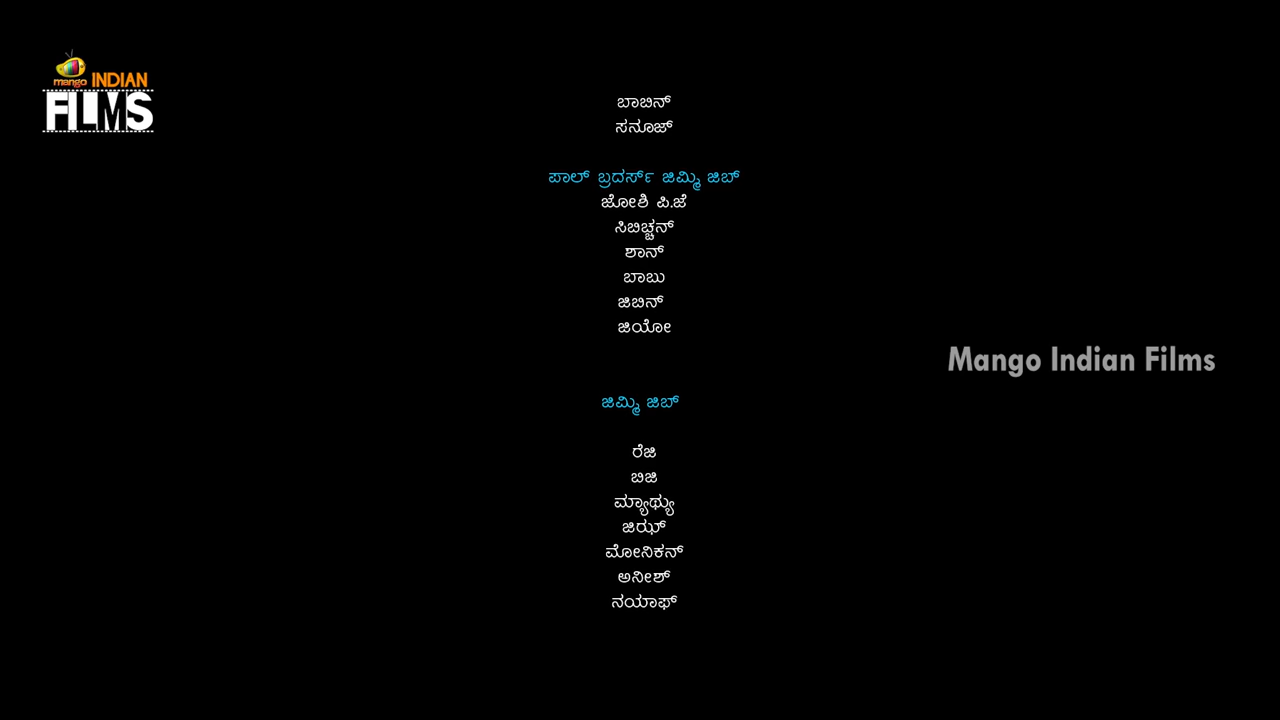 mango INDIAN
FILMS
ಬಾಬಿನ್
ಸನೂಜ್
ಪಾಲ್ ಬ್ರದರ್ಸ್ ಜಿಮ್ಮಿ ಜಿಬ್
ಜೋಶಿ ಪಿ.ಜೆ
ಸಿಬಿಚ್ಚನ್
ಶಾನ್
ಬಾಬು
ಜಿಬಿನ್
ಜಿಯೋ
Mango Indian Films
ಜಿಮ್ಮಿ ಜಿಬ್
ರೆಜಿ
ಬಿಜಿ
ಮ್ಯಾಥ್ಯು
ಜಿಝ್
ಮೋನಿಕನ್
ಅನೀಶ್
ನಯಾಫ್